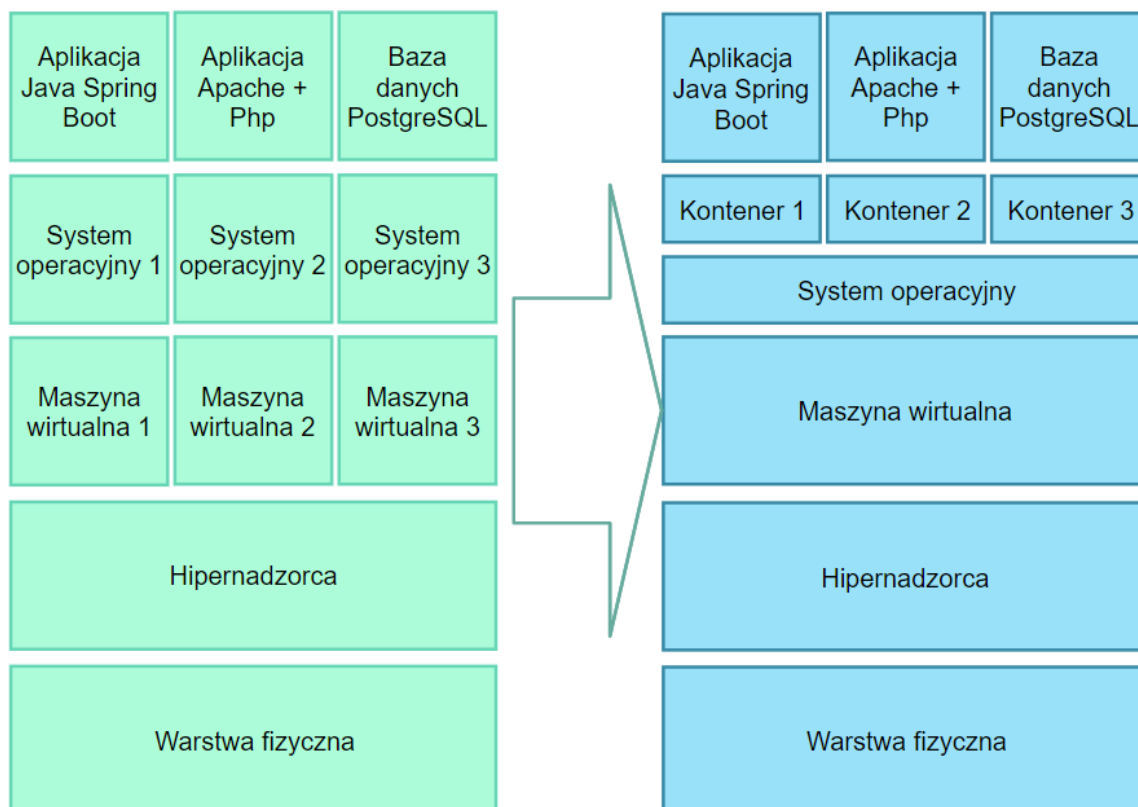 Aplikacja
Java Spring
Boot
Aplikacja
Apache +
Php
Baza
danych
PostgreSQL
System
operacyjny 1
System
operacyjny 2
System
operacyjny 3
Maszyna
wirtualna 1
Maszyna
wirtualna 2
Maszyna
wirtualna 3
Hipernadzorca
Warstwa fizyczna
Aplikacja
Java Spring
Boot
Aplikacja
Apache +
Php
Baza
danych
PostgreSQL
Kontener 1
Kontener 2
Kontener 3
System operacyjny
Maszyna wirtualna
Hipernadzorca
Warstwa fizyczna